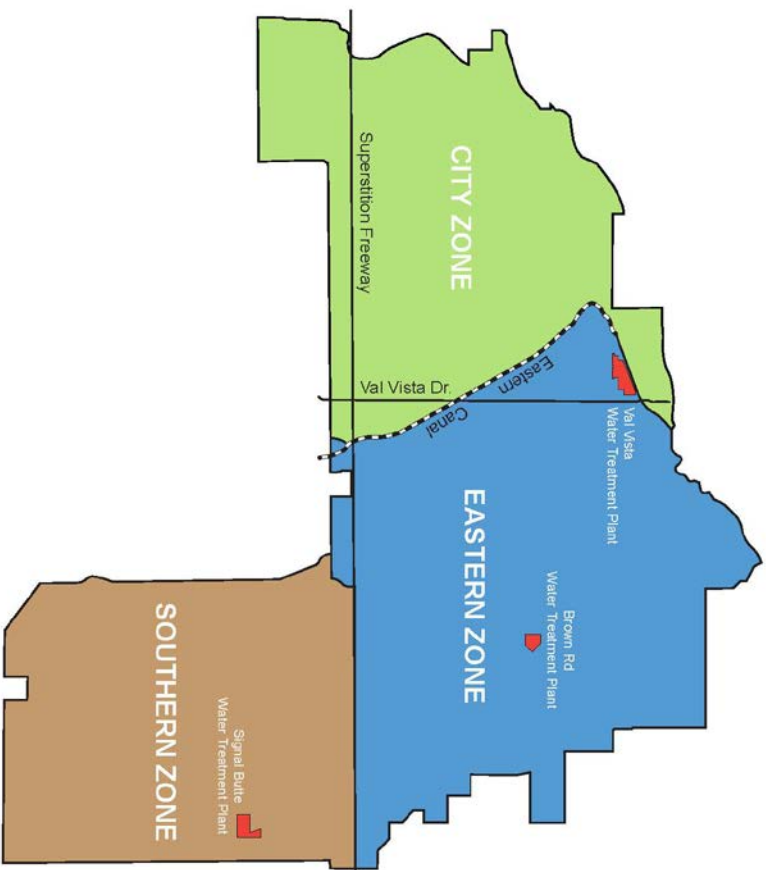 CITY ZONE
Superstition Freeway
Val Vista Dr.
Eastern
Canal
Val Vista
Water Treatment Plant
EASTERN ZONE
Brown Rd
Water Treatment Plant
SOUTHERN ZONE
Signal Butte
Water Treatment Plant